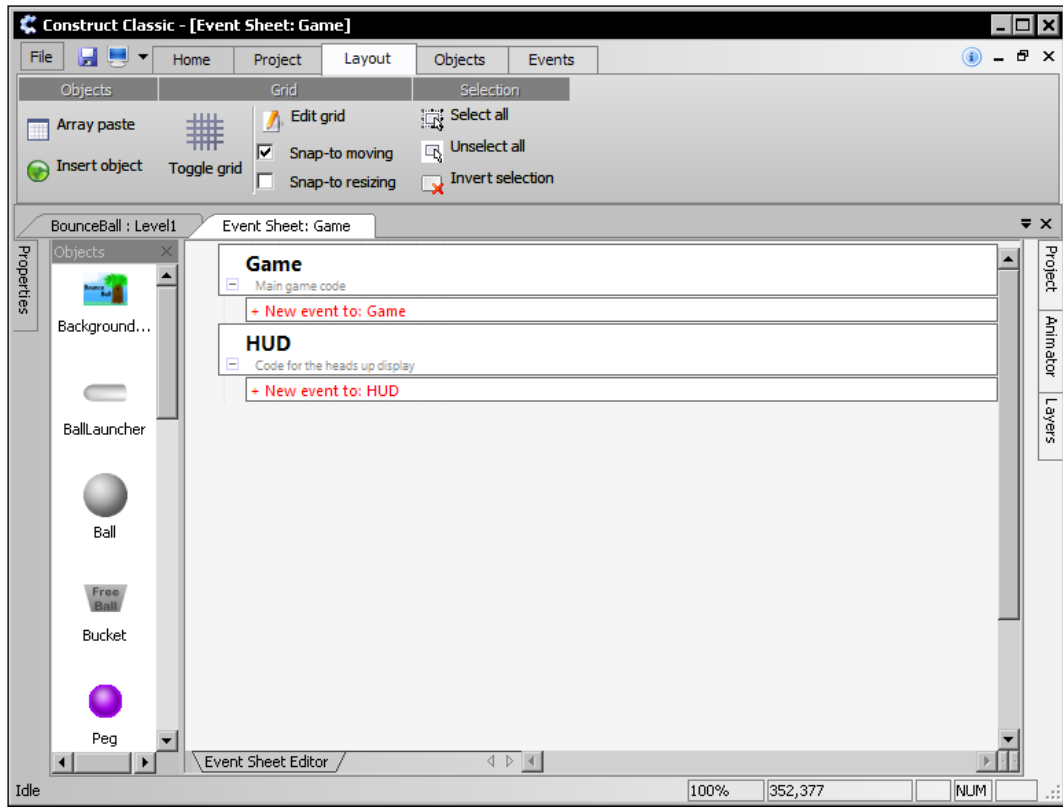 Construct Classic - [Event Sheet: Game]
File Home Project Layout Objects Events
Objects Grid Selection
Array paste
Insert object
Toggle grid
Edit grid
Snap-to moving
Snap-to resizing
Select all
Unselect all
Invert selection
BounceBall : Level1 Event Sheet: Game
Properties
Objects
Bounce Ball
Background...
BallLauncher
Ball
Free
Ball
Bucket
Peg
Game
Main game code
+ New event to: Game
HUD
Code for the heads up display
+ New event to: HUD
Project
Animator
Layers
Event Sheet Editor
Idle 100% 352,377 NUM